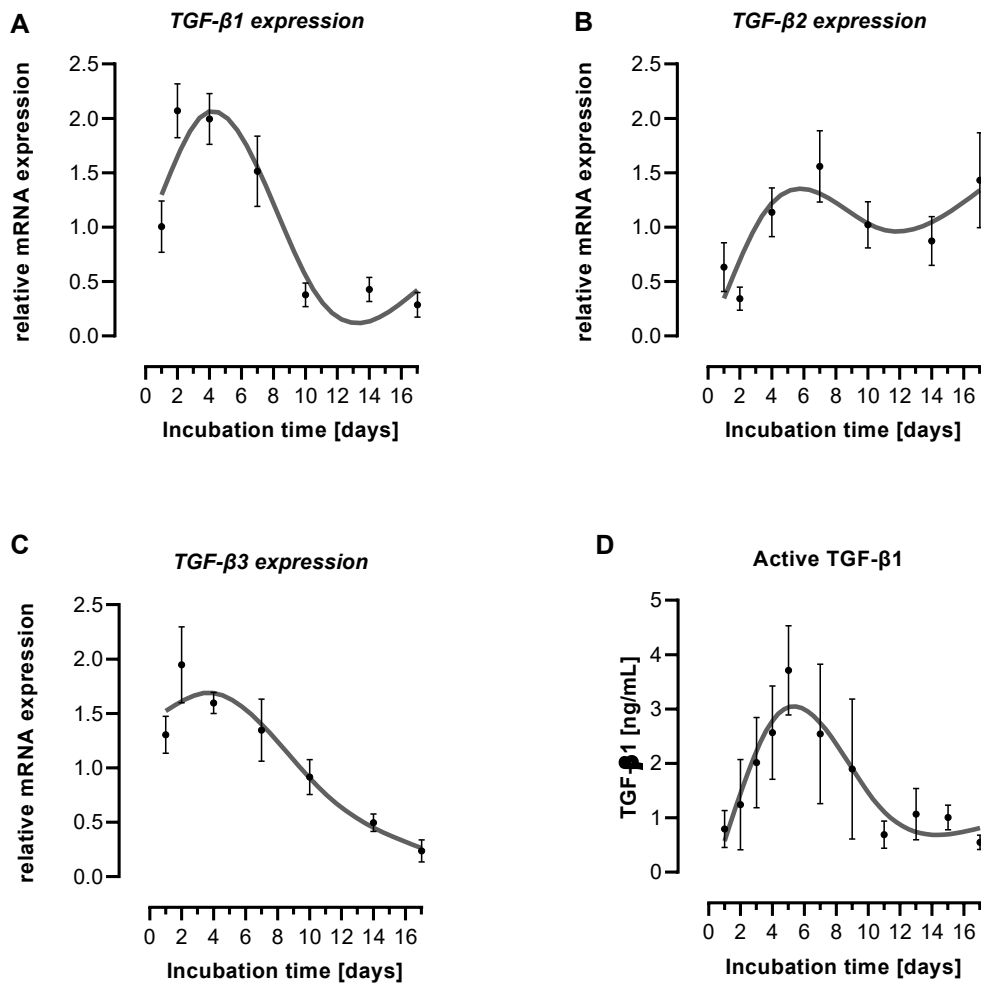 A
TGF-β1 expression
relative mRNA expression
2.5
2.0
1.5
1.0
0.5
0.0
0 2 4 6 8 10 12 14 16
Incubation time [days]
B
TGF-β2 expression
relative mRNA expression
2.5
2.0
1.5
1.0
0.5
0.0
0 2 4 6 8 10 12 14 16
Incubation time [days]
C
TGF-β3 expression
relative mRNA expression
2.5
2.0
1.5
1.0
0.5
0.0
0 2 4 6 8 10 12 14 16
Incubation time [days]
D
Active TGF-β1
TGF-β1 [ng/mL]
5
4
3
2
1
0
0 2 4 6 8 10 12 14 16
Incubation time [days]